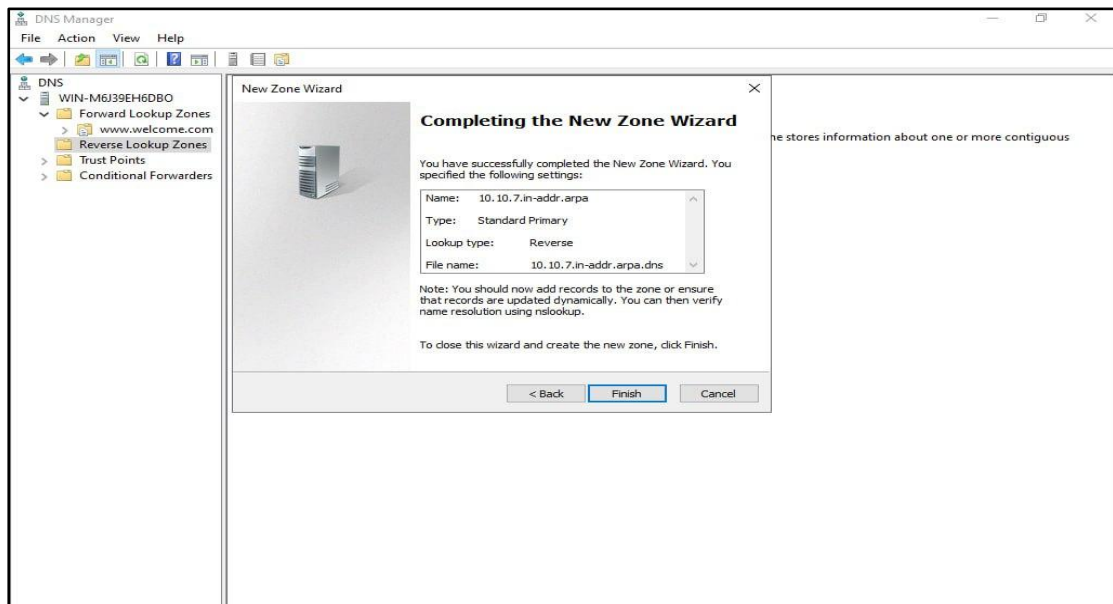 DNS Manager
File Action View Help
DNS
WIN-M6J39EH6DBO
Forward Lookup Zones
www.welcome.com
Reverse Lookup Zones
Trust Points
Conditional Forwarders
New Zone Wizard
Completing the New Zone Wizard
You have successfully completed the New Zone Wizard. You
specified the following settings:
Name: 10.10.7.in-addr.arpa
Type: Standard Primary
Lookup type: Reverse
File name: 10.10.7.in-addr.arpa.dns
Note: You should now add records to the zone or ensure
that records are updated dynamically. You can then verify
name resolution using nslookup.
To close this wizard and create the new zone, click Finish.
< Back Finish Cancel
ne stores information about one or more contiguous